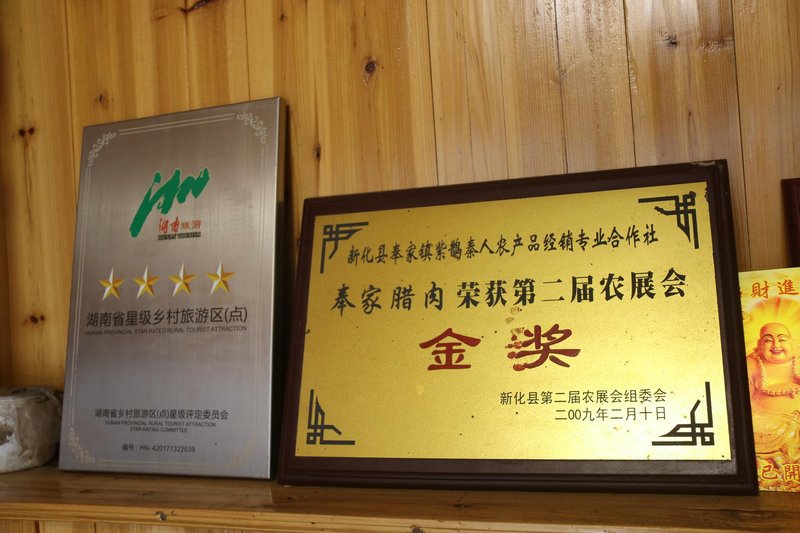 湖南旅游
HUNAN TOURISM
湖南省星级乡村旅游区(点)
HUNAN PROVINCIAL STAR-RATED RURAL TOURIST ATTRACTION
湖南省乡村旅游区(点)星级评定委员会
HUNAN PROVINCIAL RURAL TOURIST ATTRACTION
STAR-RATING COMMITTEE
编号：HN-420171322039
新化县奉家镇紫鹊秦人农产品经销专业合作社
奉家腊肉荣获第二届农展会
金奖
新化县第二届农展会组委会
二00九年二月十日
財進
已開